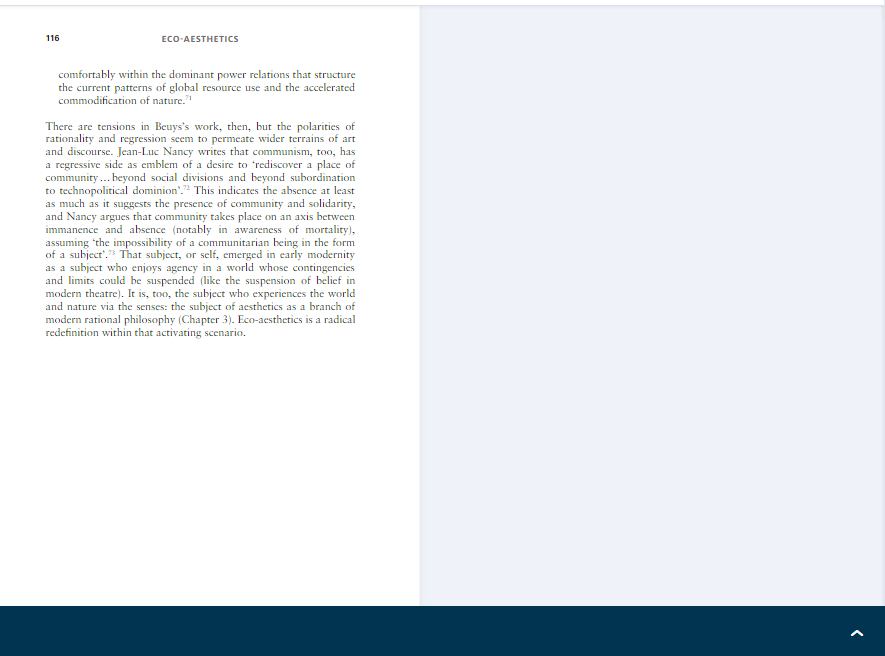 116
ECO-AESTHETICS
comfortably within the dominant power relations that structure
the current patterns of global resource use and the accelerated
commodification of nature.71
There are tensions in Beuys's work, then, but the polarities of
rationality and regression seem to permeate wider terrains of art
and discourse. Jean-Luc Nancy writes that communism, too, has
a regressive side as emblem of a desire to ‘rediscover a place of
community ... beyond social divisions and beyond subordination
to technopolitical dominion’.72 This indicates the absence at least
as much as it suggests the presence of community and solidarity,
and Nancy argues that community takes place on an axis between
immanence and absence (notably in awareness of mortality),
assuming ‘the impossibility of a communitarian being in the form
of a subject’.73 That subject, or self, emerged in early modernity
as a subject who enjoys agency in a world whose contingencies
and limits could be suspended (like the suspension of belief in
modern theatre). It is, too, the subject who experiences the world
and nature via the senses: the subject of aesthetics as a branch of
modern rational philosophy (Chapter 3). Eco-aesthetics is a radical
redefinition within that activating scenario.